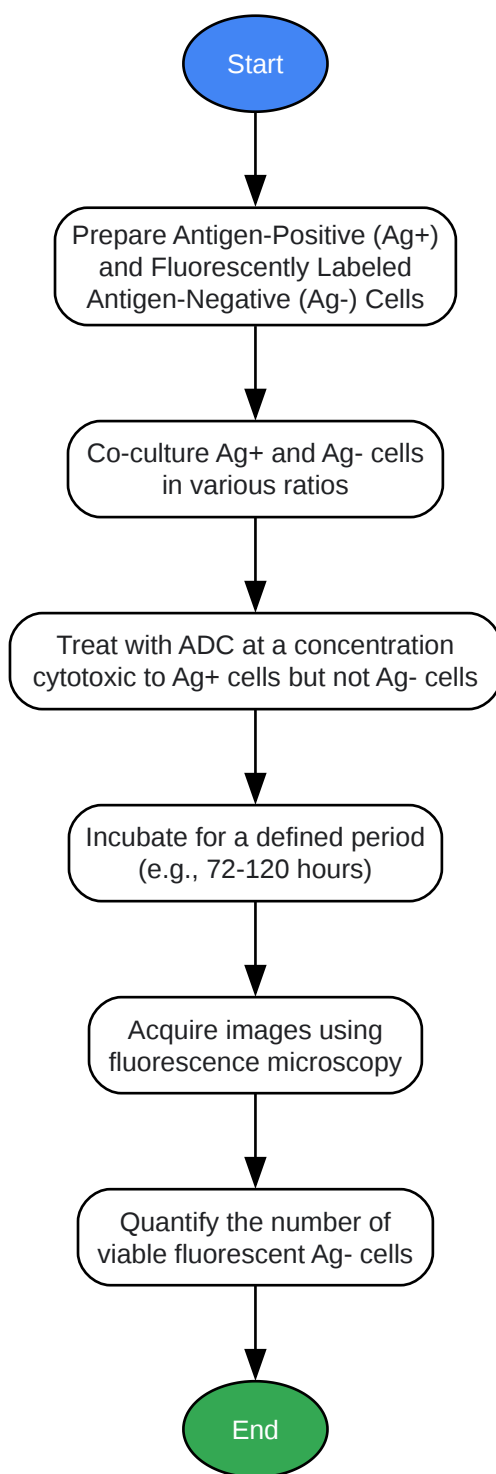 Start
Prepare Antigen-Positive (Ag+)
and Fluorescently Labeled
Antigen-Negative (Ag-) Cells
Co-culture Ag+ and Ag- cells
in various ratios
Treat with ADC at a concentration
cytotoxic to Ag+ cells but not Ag- cells
Incubate for a defined period
(e.g., 72-120 hours)
Acquire images using
fluorescence microscopy
Quantify the number of
viable fluorescent Ag- cells
End